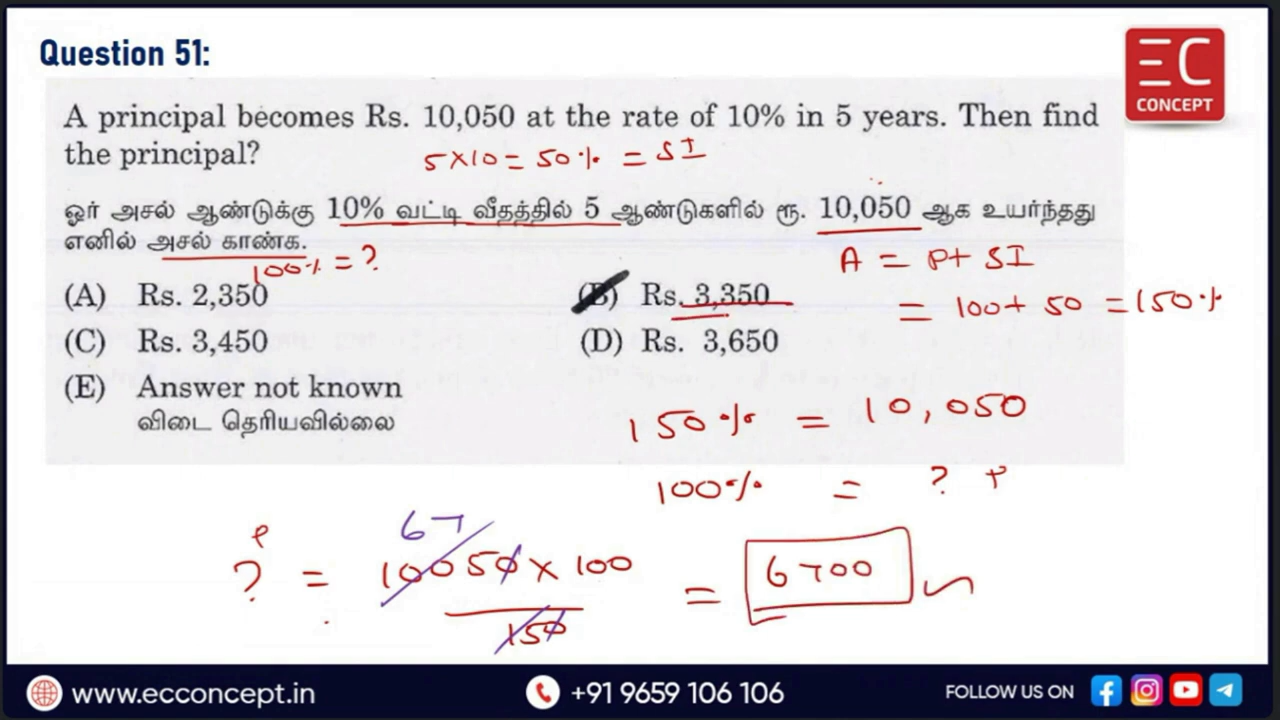 Question 51:
EC
CONCEPT
A principal becomes Rs. 10,050 at the rate of 10% in 5 years. Then find
the principal?
5×10 = 50% = SI
ஓர் அசல் ஆண்டுக்கு 10% வட்டி வீதத்தில் 5 ஆண்டுகளில் ரூ. 10,050 ஆக உயர்ந்தது
எனில் அசல் காண்க.
100% = ?
A = P+ SI
(A) Rs. 2,350 (B) Rs. 3,350
= 100 + 50 = 150%
(C) Rs. 3,450 (D) Rs. 3,650
(E) Answer not known
விடை தெரியவில்லை
150% = 10,050
100% = ? P
67
P
? = 10050 × 100 = 6700
150
www.ecconcept.in +91 9659 106 106 FOLLOW US ON